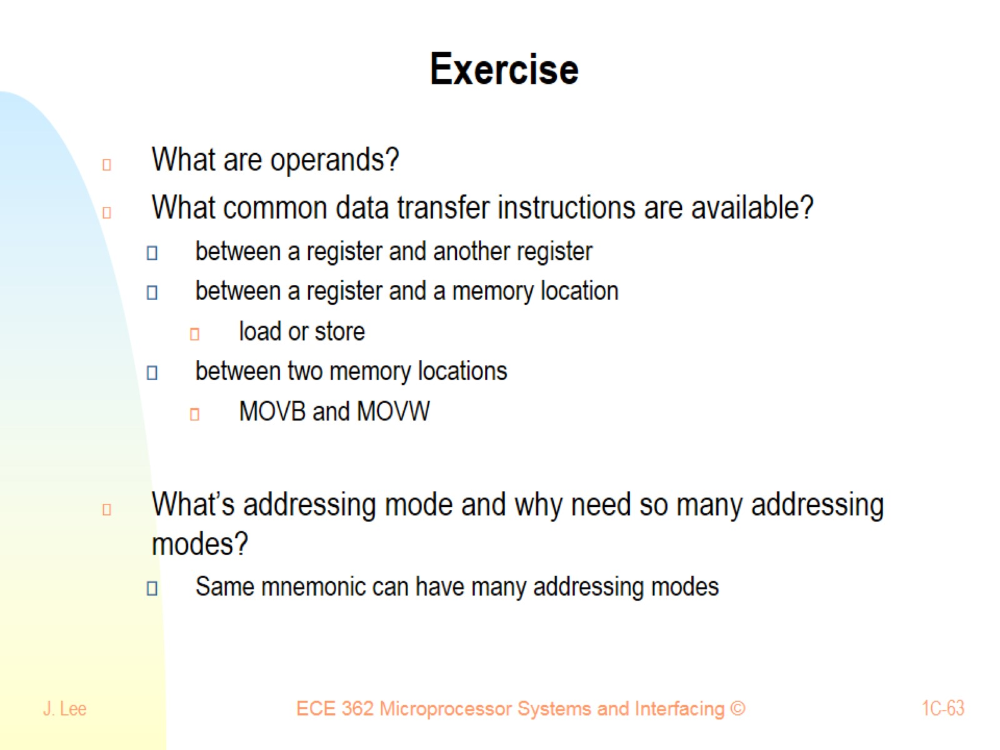 Exercise
What are operands?
What common data transfer instructions are available?
between a register and another register
between a register and a memory location
load or store
between two memory locations
MOVB and MOVW
What’s addressing mode and why need so many addressing
modes?
Same mnemonic can have many addressing modes
J. Lee
ECE 362 Microprocessor Systems and Interfacing ©
1C-63